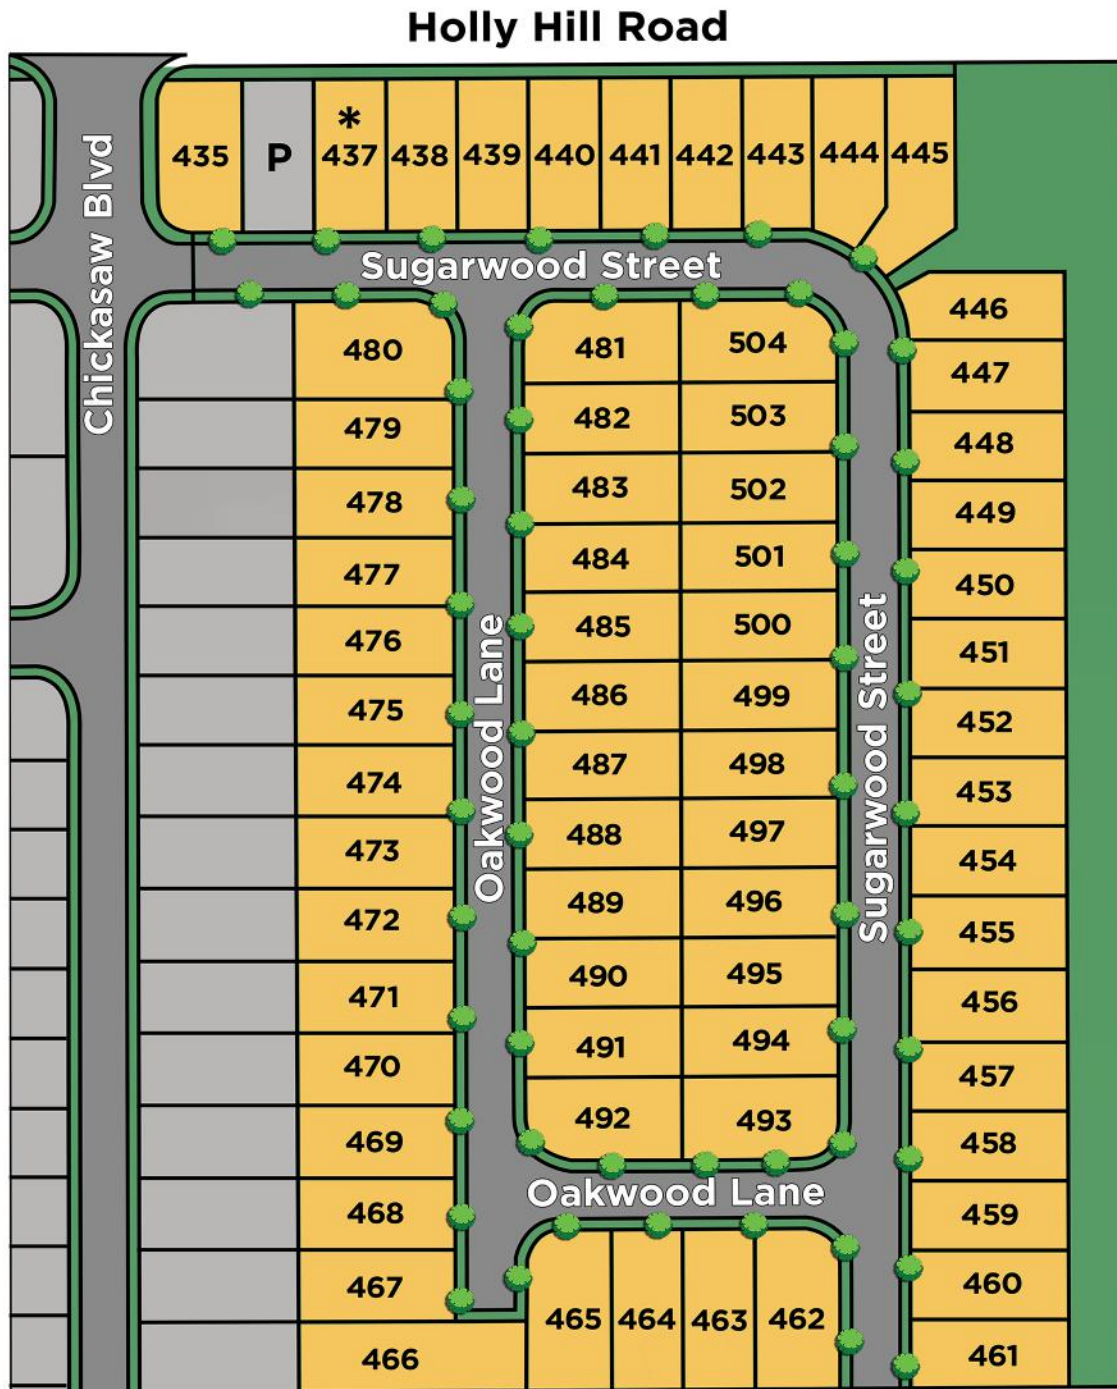 Holly Hill Road
*
435 P 437 438 439 440 441 442 443 444 445
Chickasaw Blvd
Sugarwood Street
446
480 481 504 447
479 482 503 448
478 483 502 449
477 484 501 450
476 485 500 451
475 486 499 452
474 487 498 453
473 488 497 454
472 489 496 455
471 490 495 456
470 491 494 457
469 492 493 458
Oakwood Lane
Sugarwood Street
Oakwood Lane
468 459
467 460
465 464 463 462
466 461